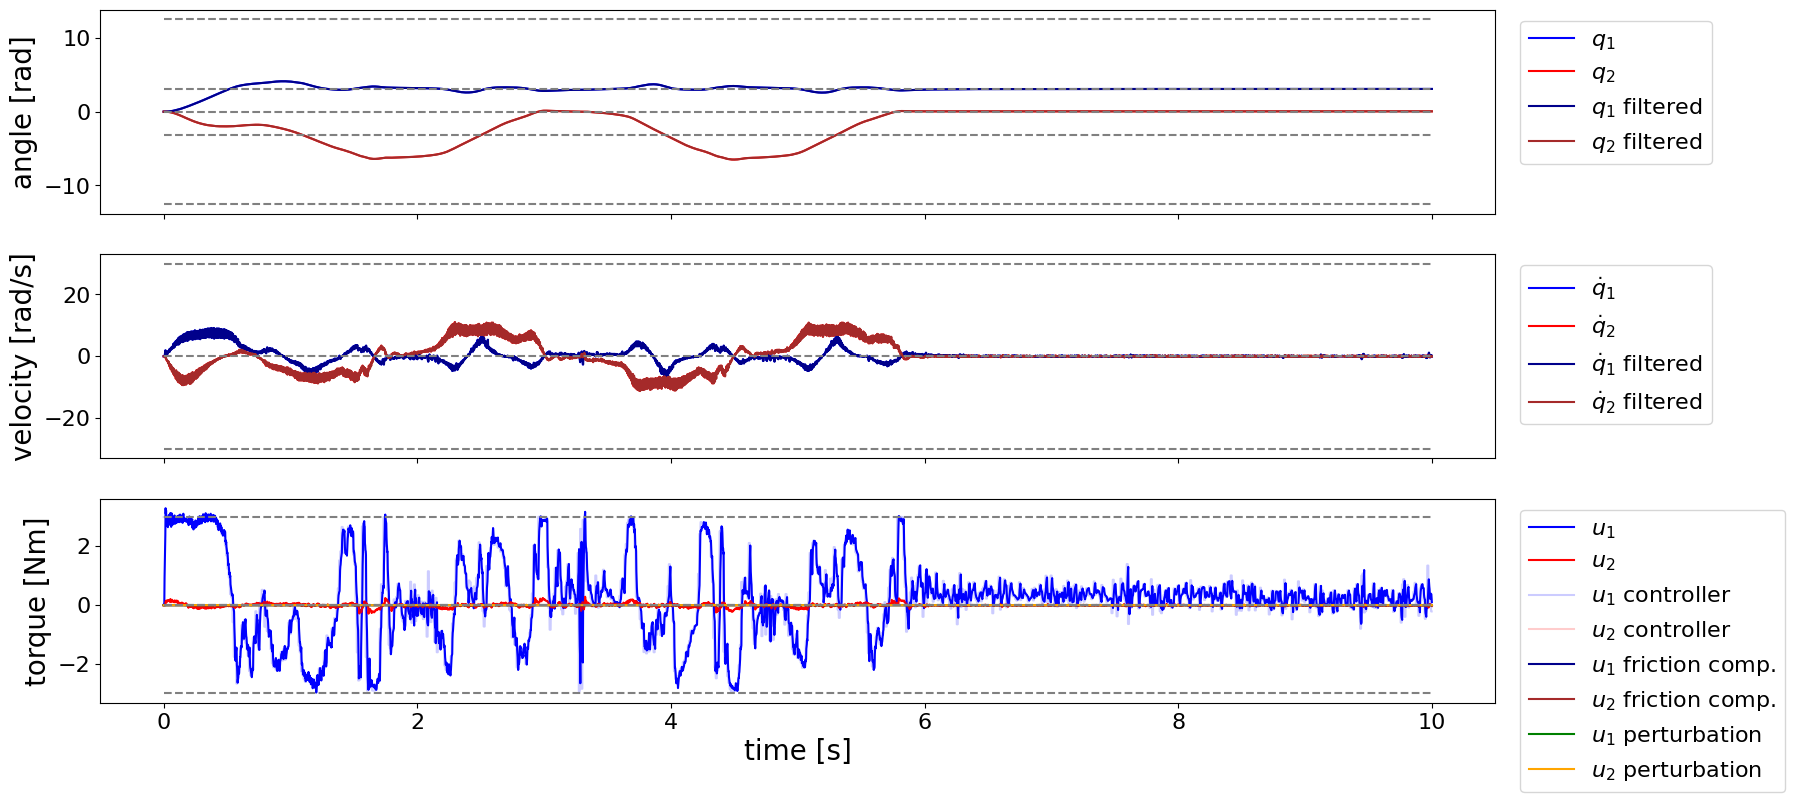 angle [rad]
10
0
−10
q₁
q₂
q₁ filtered
q₂ filtered
velocity [rad/s]
20
0
−20
q̇₁
q̇₂
q̇₁ filtered
q̇₂ filtered
torque [Nm]
2
0
−2
0 2 4 6 8 10
time [s]
u₁
u₂
u₁ controller
u₂ controller
u₁ friction comp.
u₂ friction comp.
u₁ perturbation
u₂ perturbation